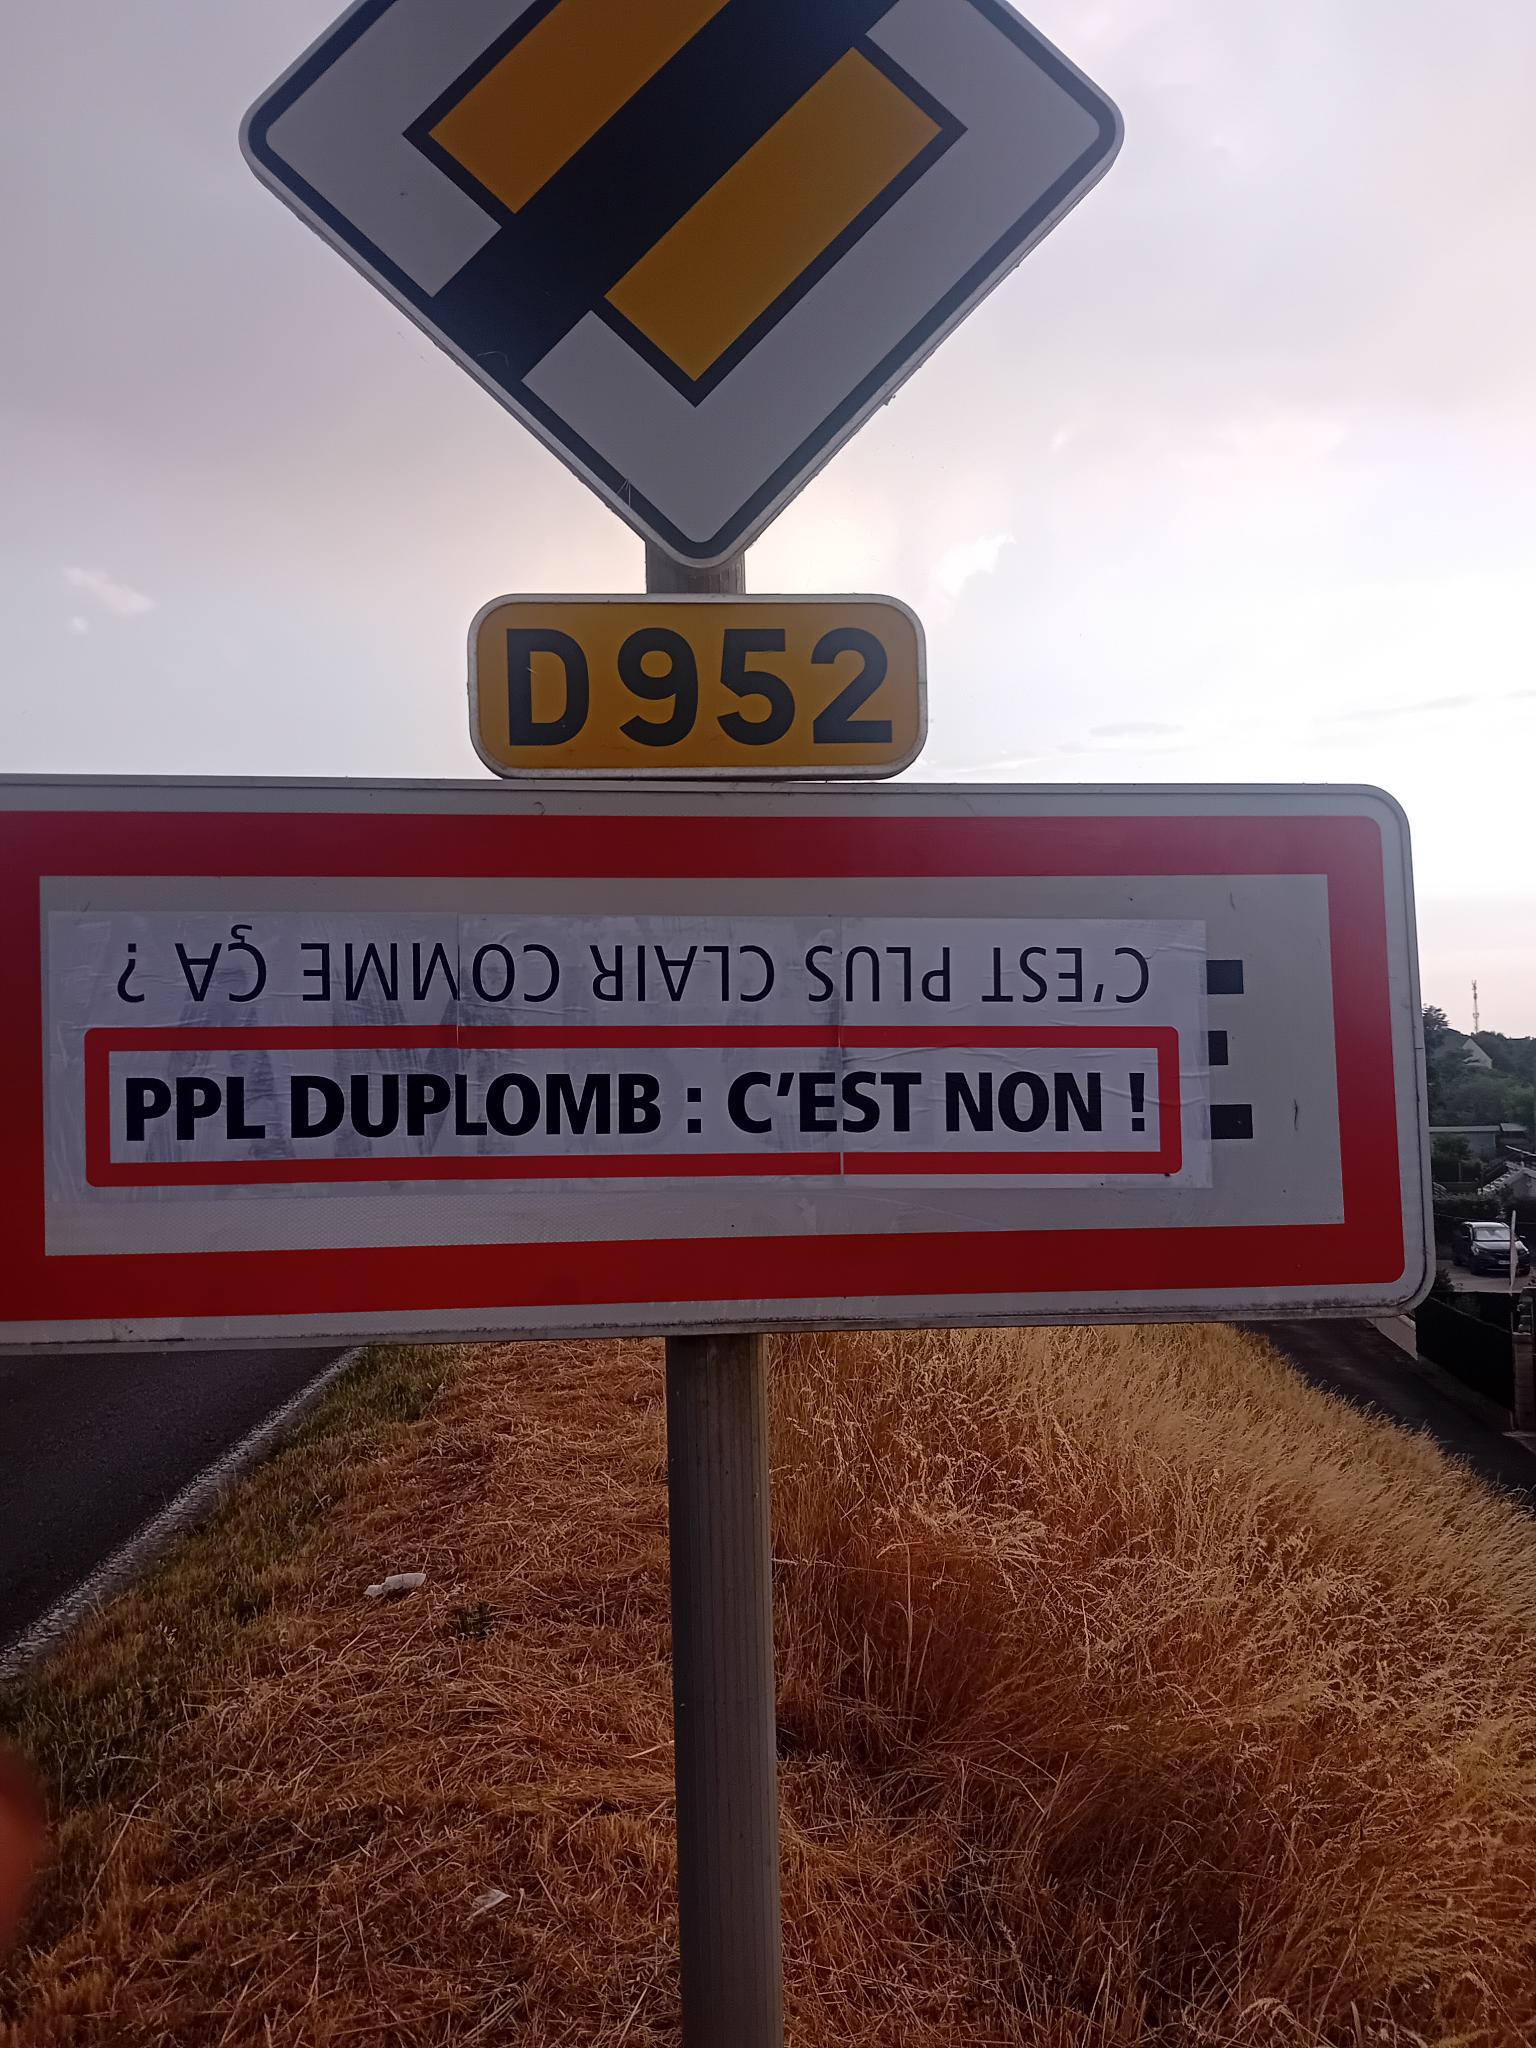 D952
C'EST PLUS CLAIR COMME ÇA ?
PPL DUPLOMB : C'EST NON !
E